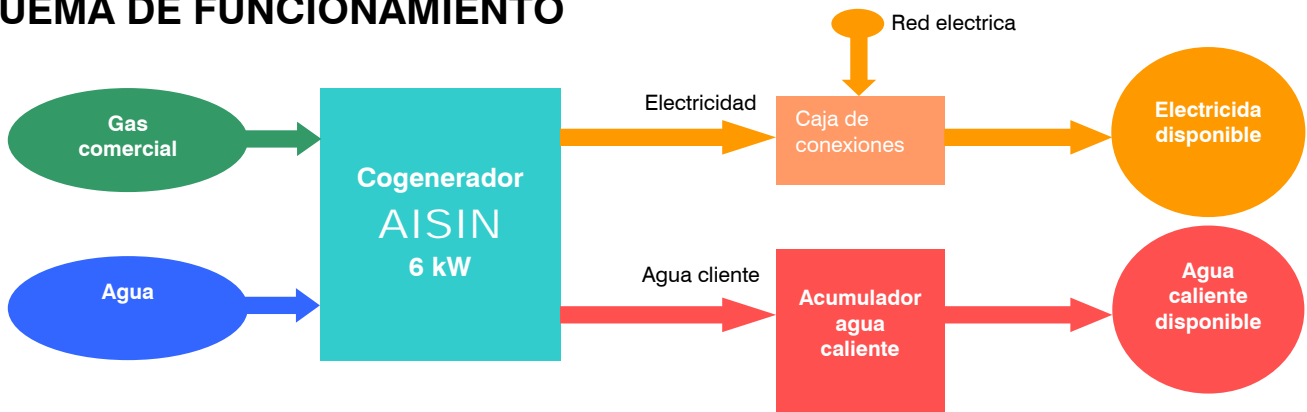 UEMA DE FUNCIONAMIENTO
Red electrica
Gas
comercial
Electricidad
Caja de
conexiones
Electricida
disponible
Cogenerador
AISIN
6 kW
Agua
Agua cliente
Acumulador
agua
caliente
Agua
caliente
disponible